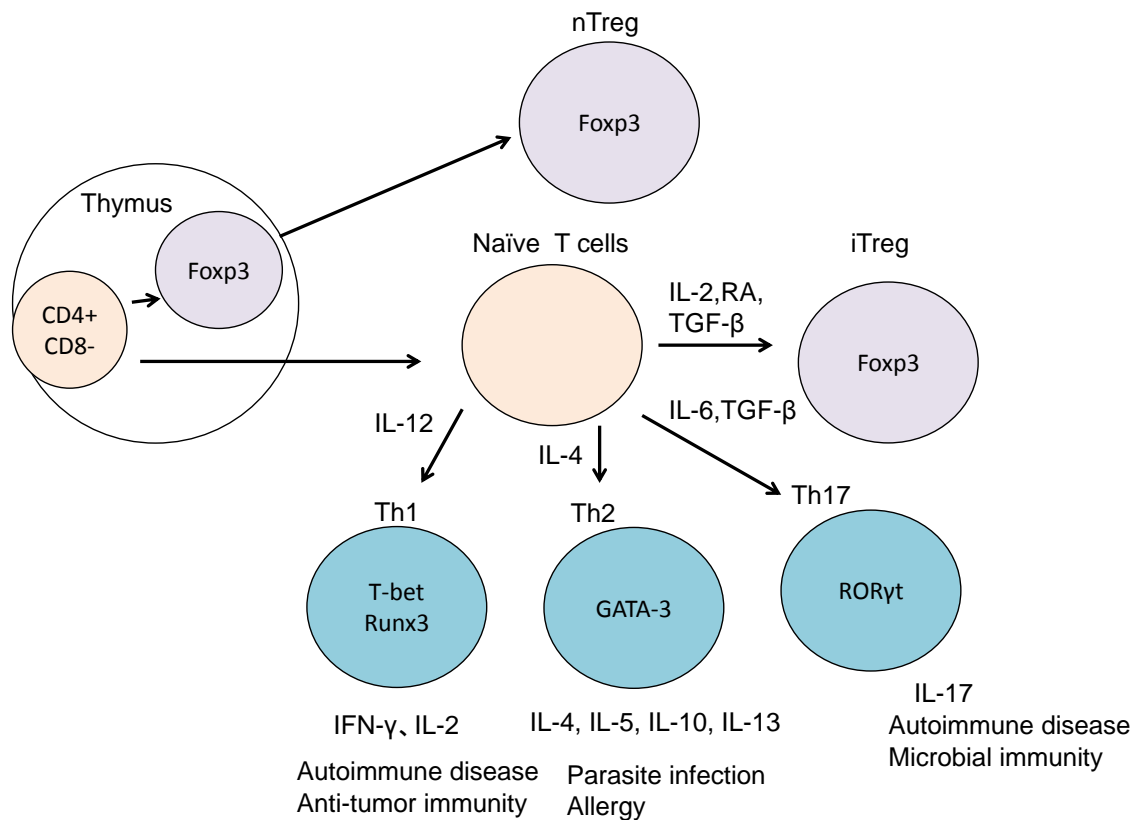 nTreg
Foxp3
Thymus
Foxp3
CD4+
CD8-
Naïve T cells
iTreg
IL-2,RA,
TGF-β
Foxp3
IL-6,TGF-β
IL-12
IL-4
Th1
Th2
Th17
T-bet
Runx3
GATA-3
RORγt
IFN-γ、IL-2
IL-4, IL-5, IL-10, IL-13
IL-17
Autoimmune disease
Microbial immunity
Autoimmune disease
Anti-tumor immunity
Parasite infection
Allergy